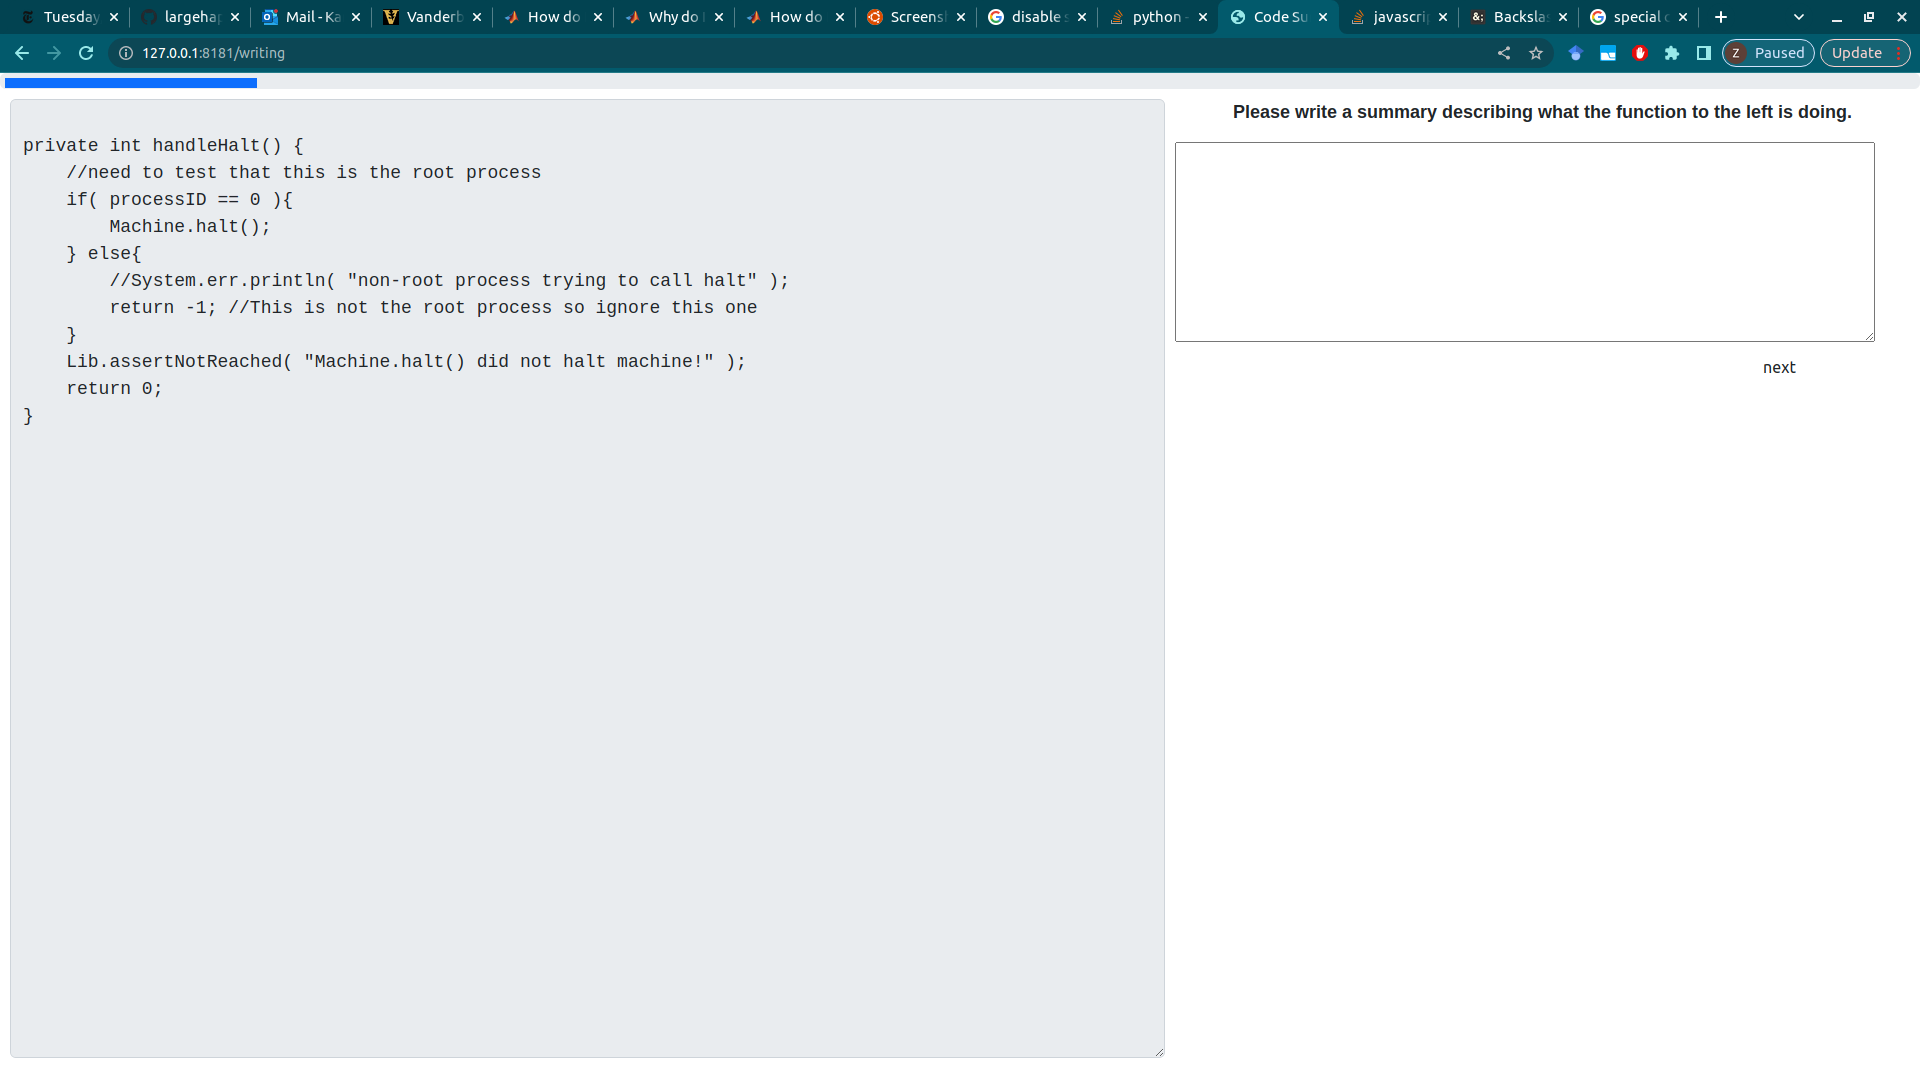 Tuesday largehap Mail - Ka Vanderb How do Why do How do Screens disable s python - Code Su javascrip Backslas special c
127.0.0.1:8181/writing Z Paused Update
private int handleHalt() {
//need to test that this is the root process
if( processID == 0 ){
Machine.halt();
} else{
//System.err.println( "non-root process trying to call halt" );
return -1; //This is not the root process so ignore this one
}
Lib.assertNotReached( "Machine.halt() did not halt machine!" );
return 0;
}
Please write a summary describing what the function to the left is doing.
next